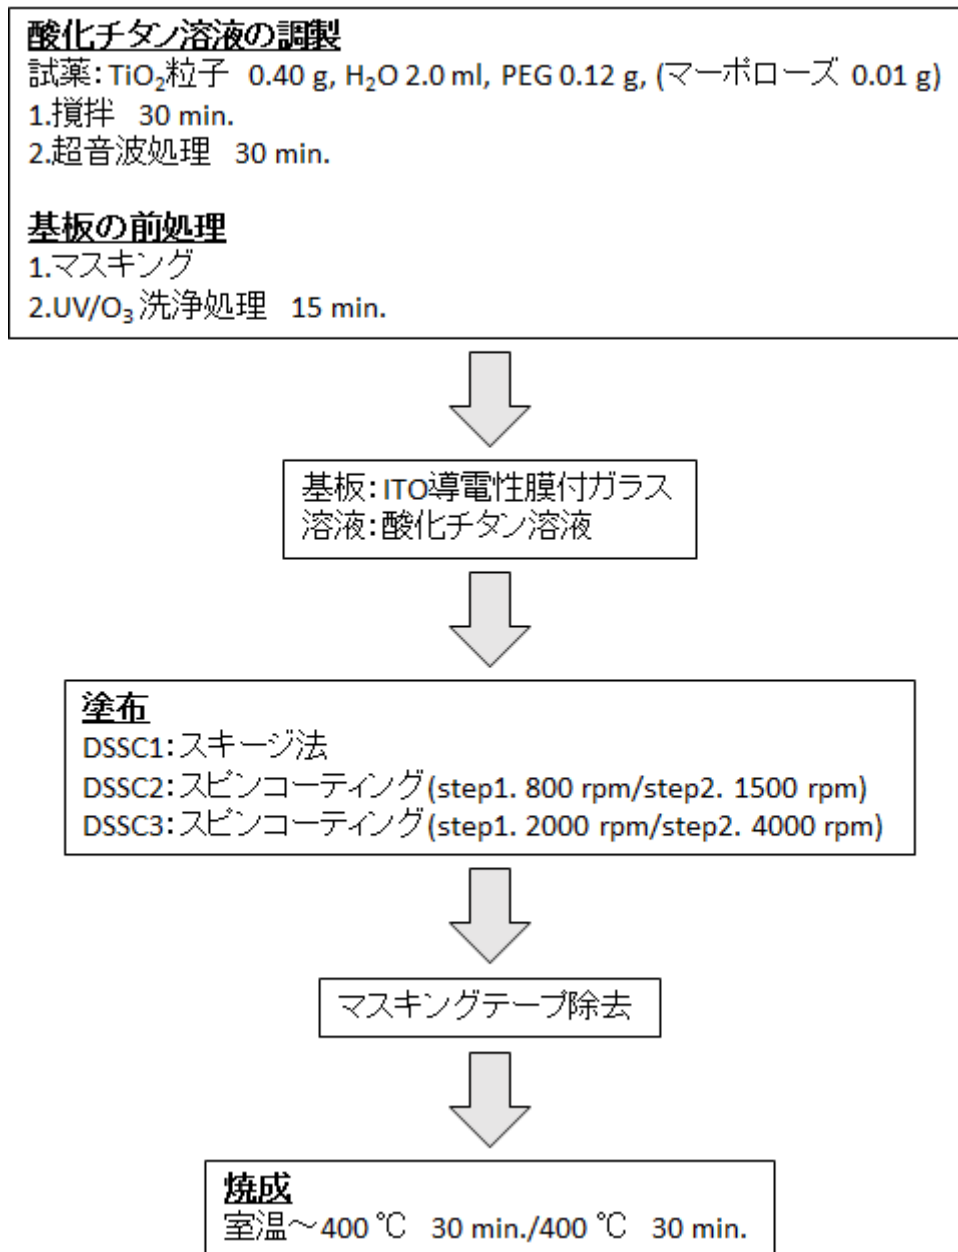 酸化チタン溶液の調製
試薬：TiO₂粒子 0.40 g, H₂O 2.0 ml, PEG 0.12 g, (マーポローズ 0.01 g)
1.撹拌 30 min.
2.超音波処理 30 min.
基板の前処理
1.マスキング
2.UV/O₃洗浄処理 15 min.
基板：ITO導電性膜付ガラス
溶液：酸化チタン溶液
塗布
DSSC1：スキージ法
DSSC2：スピンコーティング(step1. 800 rpm/step2. 1500 rpm)
DSSC3：スピンコーティング(step1. 2000 rpm/step2. 4000 rpm)
マスキングテープ除去
焼成
室温～400 ℃ 30 min./400 ℃ 30 min.